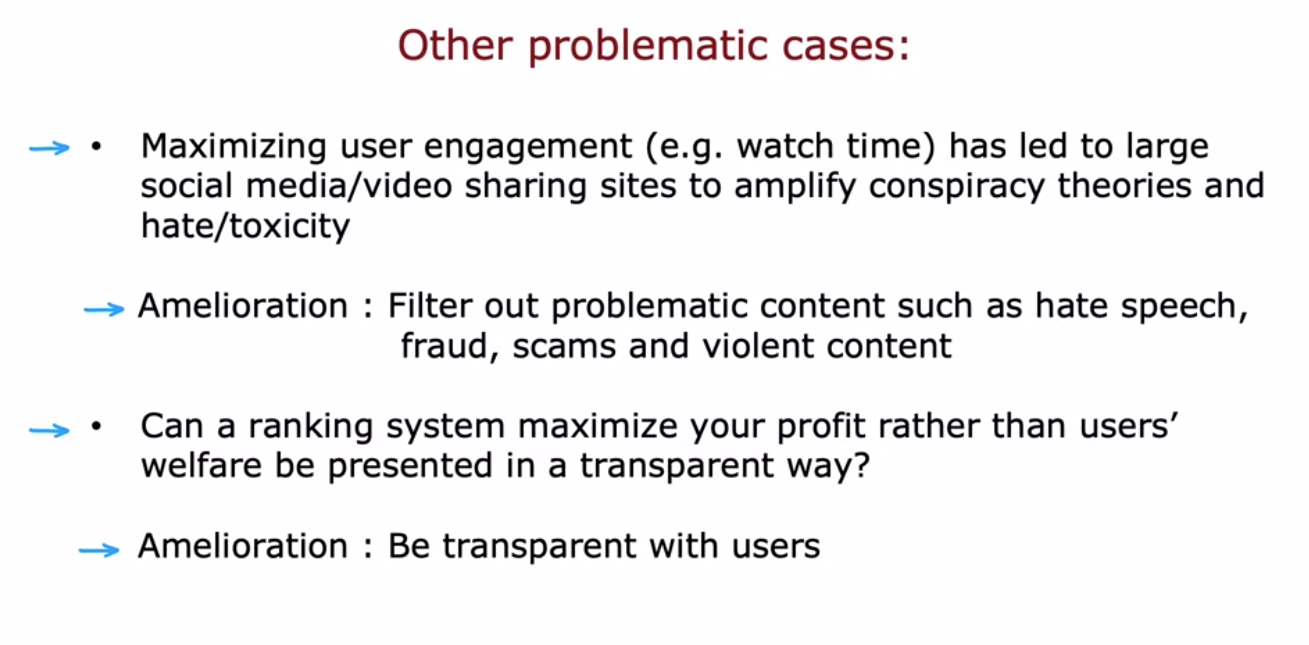 Other problematic cases:
• Maximizing user engagement (e.g. watch time) has led to large
social media/video sharing sites to amplify conspiracy theories and
hate/toxicity
Amelioration : Filter out problematic content such as hate speech,
fraud, scams and violent content
• Can a ranking system maximize your profit rather than users’
welfare be presented in a transparent way?
Amelioration : Be transparent with users